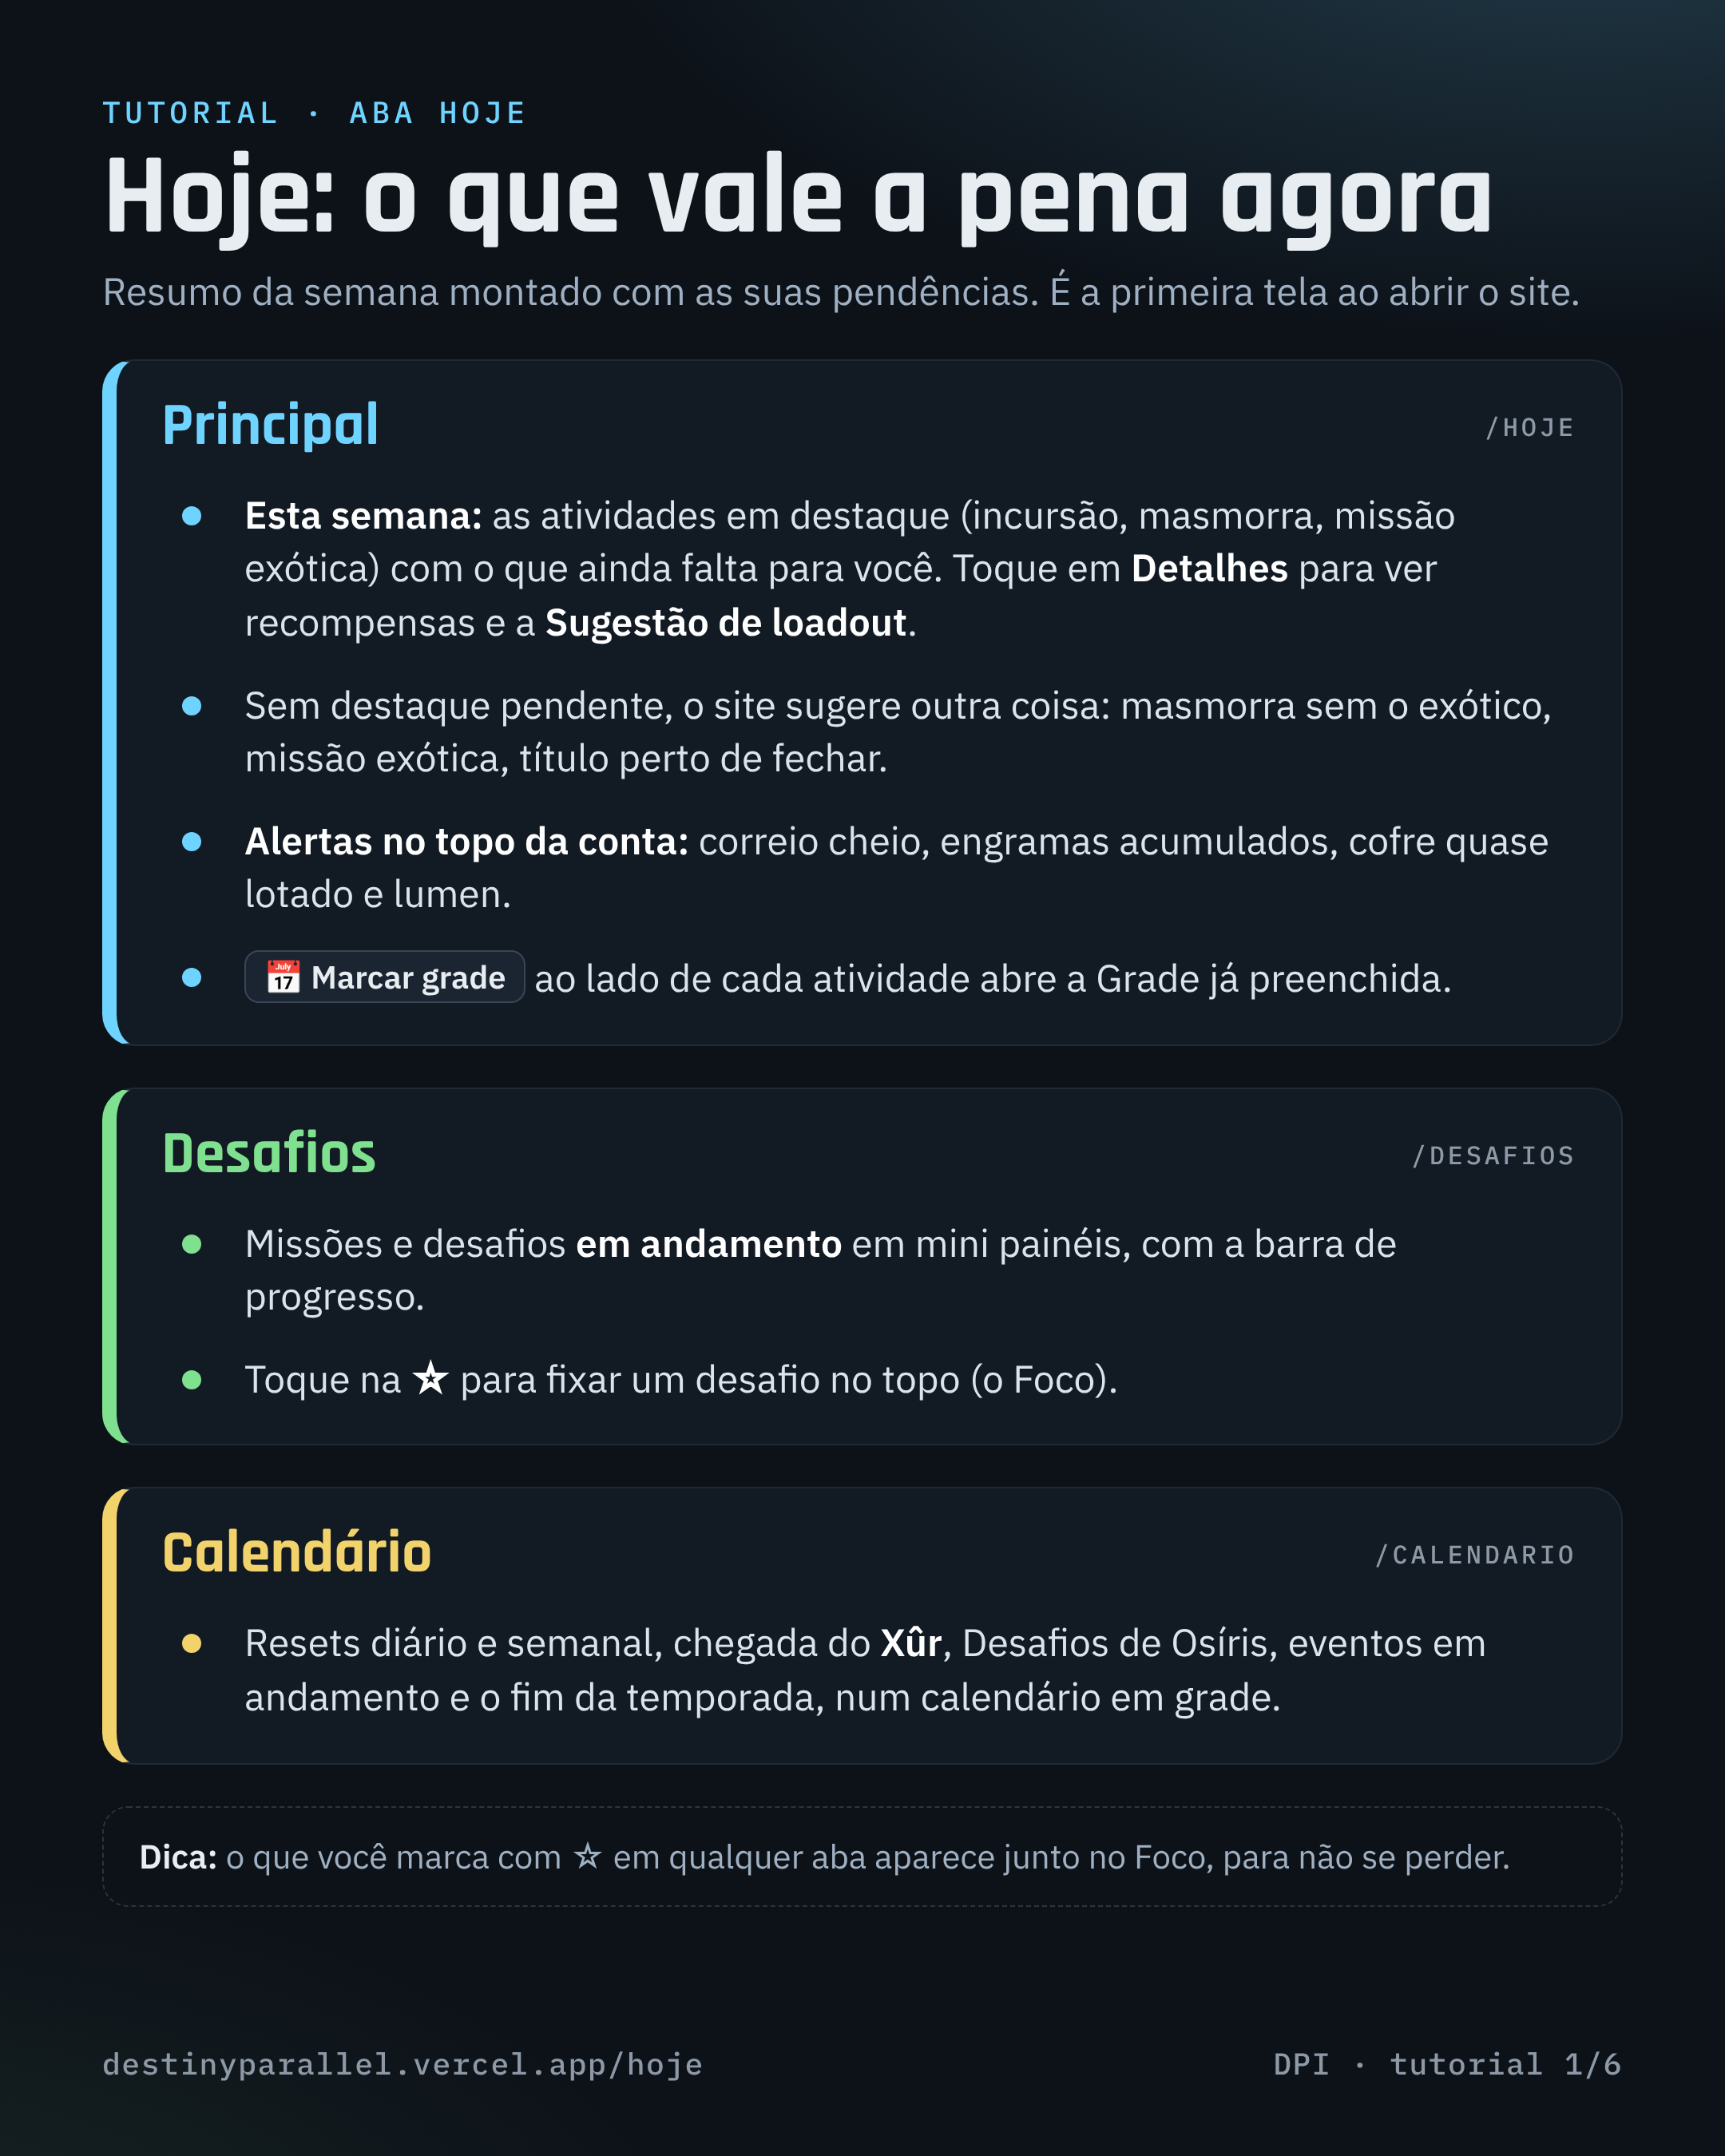 TUTORIAL · ABA HOJE
Hoje: o que vale a pena agora
Resumo da semana montado com as suas pendências. É a primeira tela ao abrir o site.
Principal
/HOJE
Esta semana: as atividades em destaque (incursão, masmorra, missão
exótica) com o que ainda falta para você. Toque em Detalhes para ver
recompensas e a Sugestão de loadout.
Sem destaque pendente, o site sugere outra coisa: masmorra sem o exótico,
missão exótica, título perto de fechar.
Alertas no topo da conta: correio cheio, engramas acumulados, cofre quase
lotado e lumen.
📅 Marcar grade ao lado de cada atividade abre a Grade já preenchida.
Desafios
/DESAFIOS
Missões e desafios em andamento em mini painéis, com a barra de
progresso.
Toque na ✮ para fixar um desafio no topo (o Foco).
Calendário
/CALENDARIO
Resets diário e semanal, chegada do Xûr, Desafios de Osíris, eventos em
andamento e o fim da temporada, num calendário em grade.
Dica: o que você marca com ☆ em qualquer aba aparece junto no Foco, para não se perder.
destinyparallel.vercel.app/hoje
DPI · tutorial 1/6